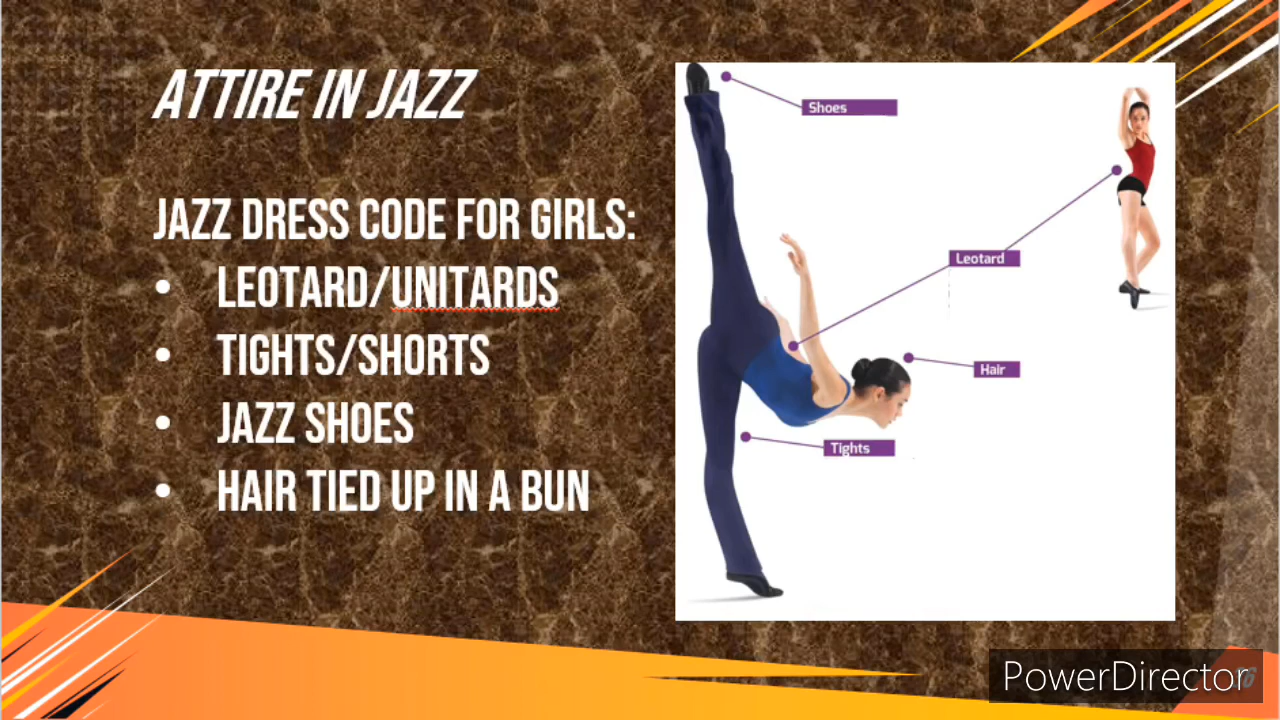 ATTIRE IN JAZZ
JAZZ DRESS CODE FOR GIRLS:
• LEOTARD/UNITARDS
• TIGHTS/SHORTS
• JAZZ SHOES
• HAIR TIED UP IN A BUN
Shoes
Leotard
Hair
Tights
PowerDirector